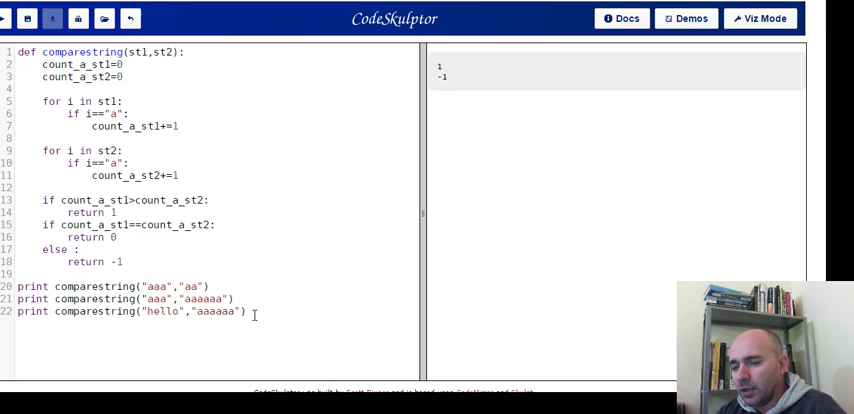 CodeSkulptor
Docs
Demos
Viz Mode
1 def comparestring(st1,st2):
2 count_a_st1=0
3 count_a_st2=0
4
5 for i in st1:
6 if i=="a":
7 count_a_st1+=1
8
9 for i in st2:
10 if i=="a":
11 count_a_st2+=1
12
13 if count_a_st1>count_a_st2:
14 return 1
15 if count_a_st1==count_a_st2:
16 return 0
17 else :
18 return -1
19
20 print comparestring("aaa","aa")
21 print comparestring("aaa","aaaaaa")
22 print comparestring("hello","aaaaaa")
1
-1